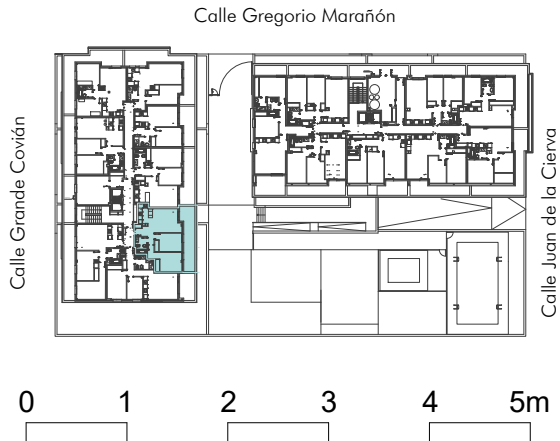 Calle Gregorio Marañón
Calle Grande Covián
Calle Juan de la Cierva
0 1 2 3 4 5m